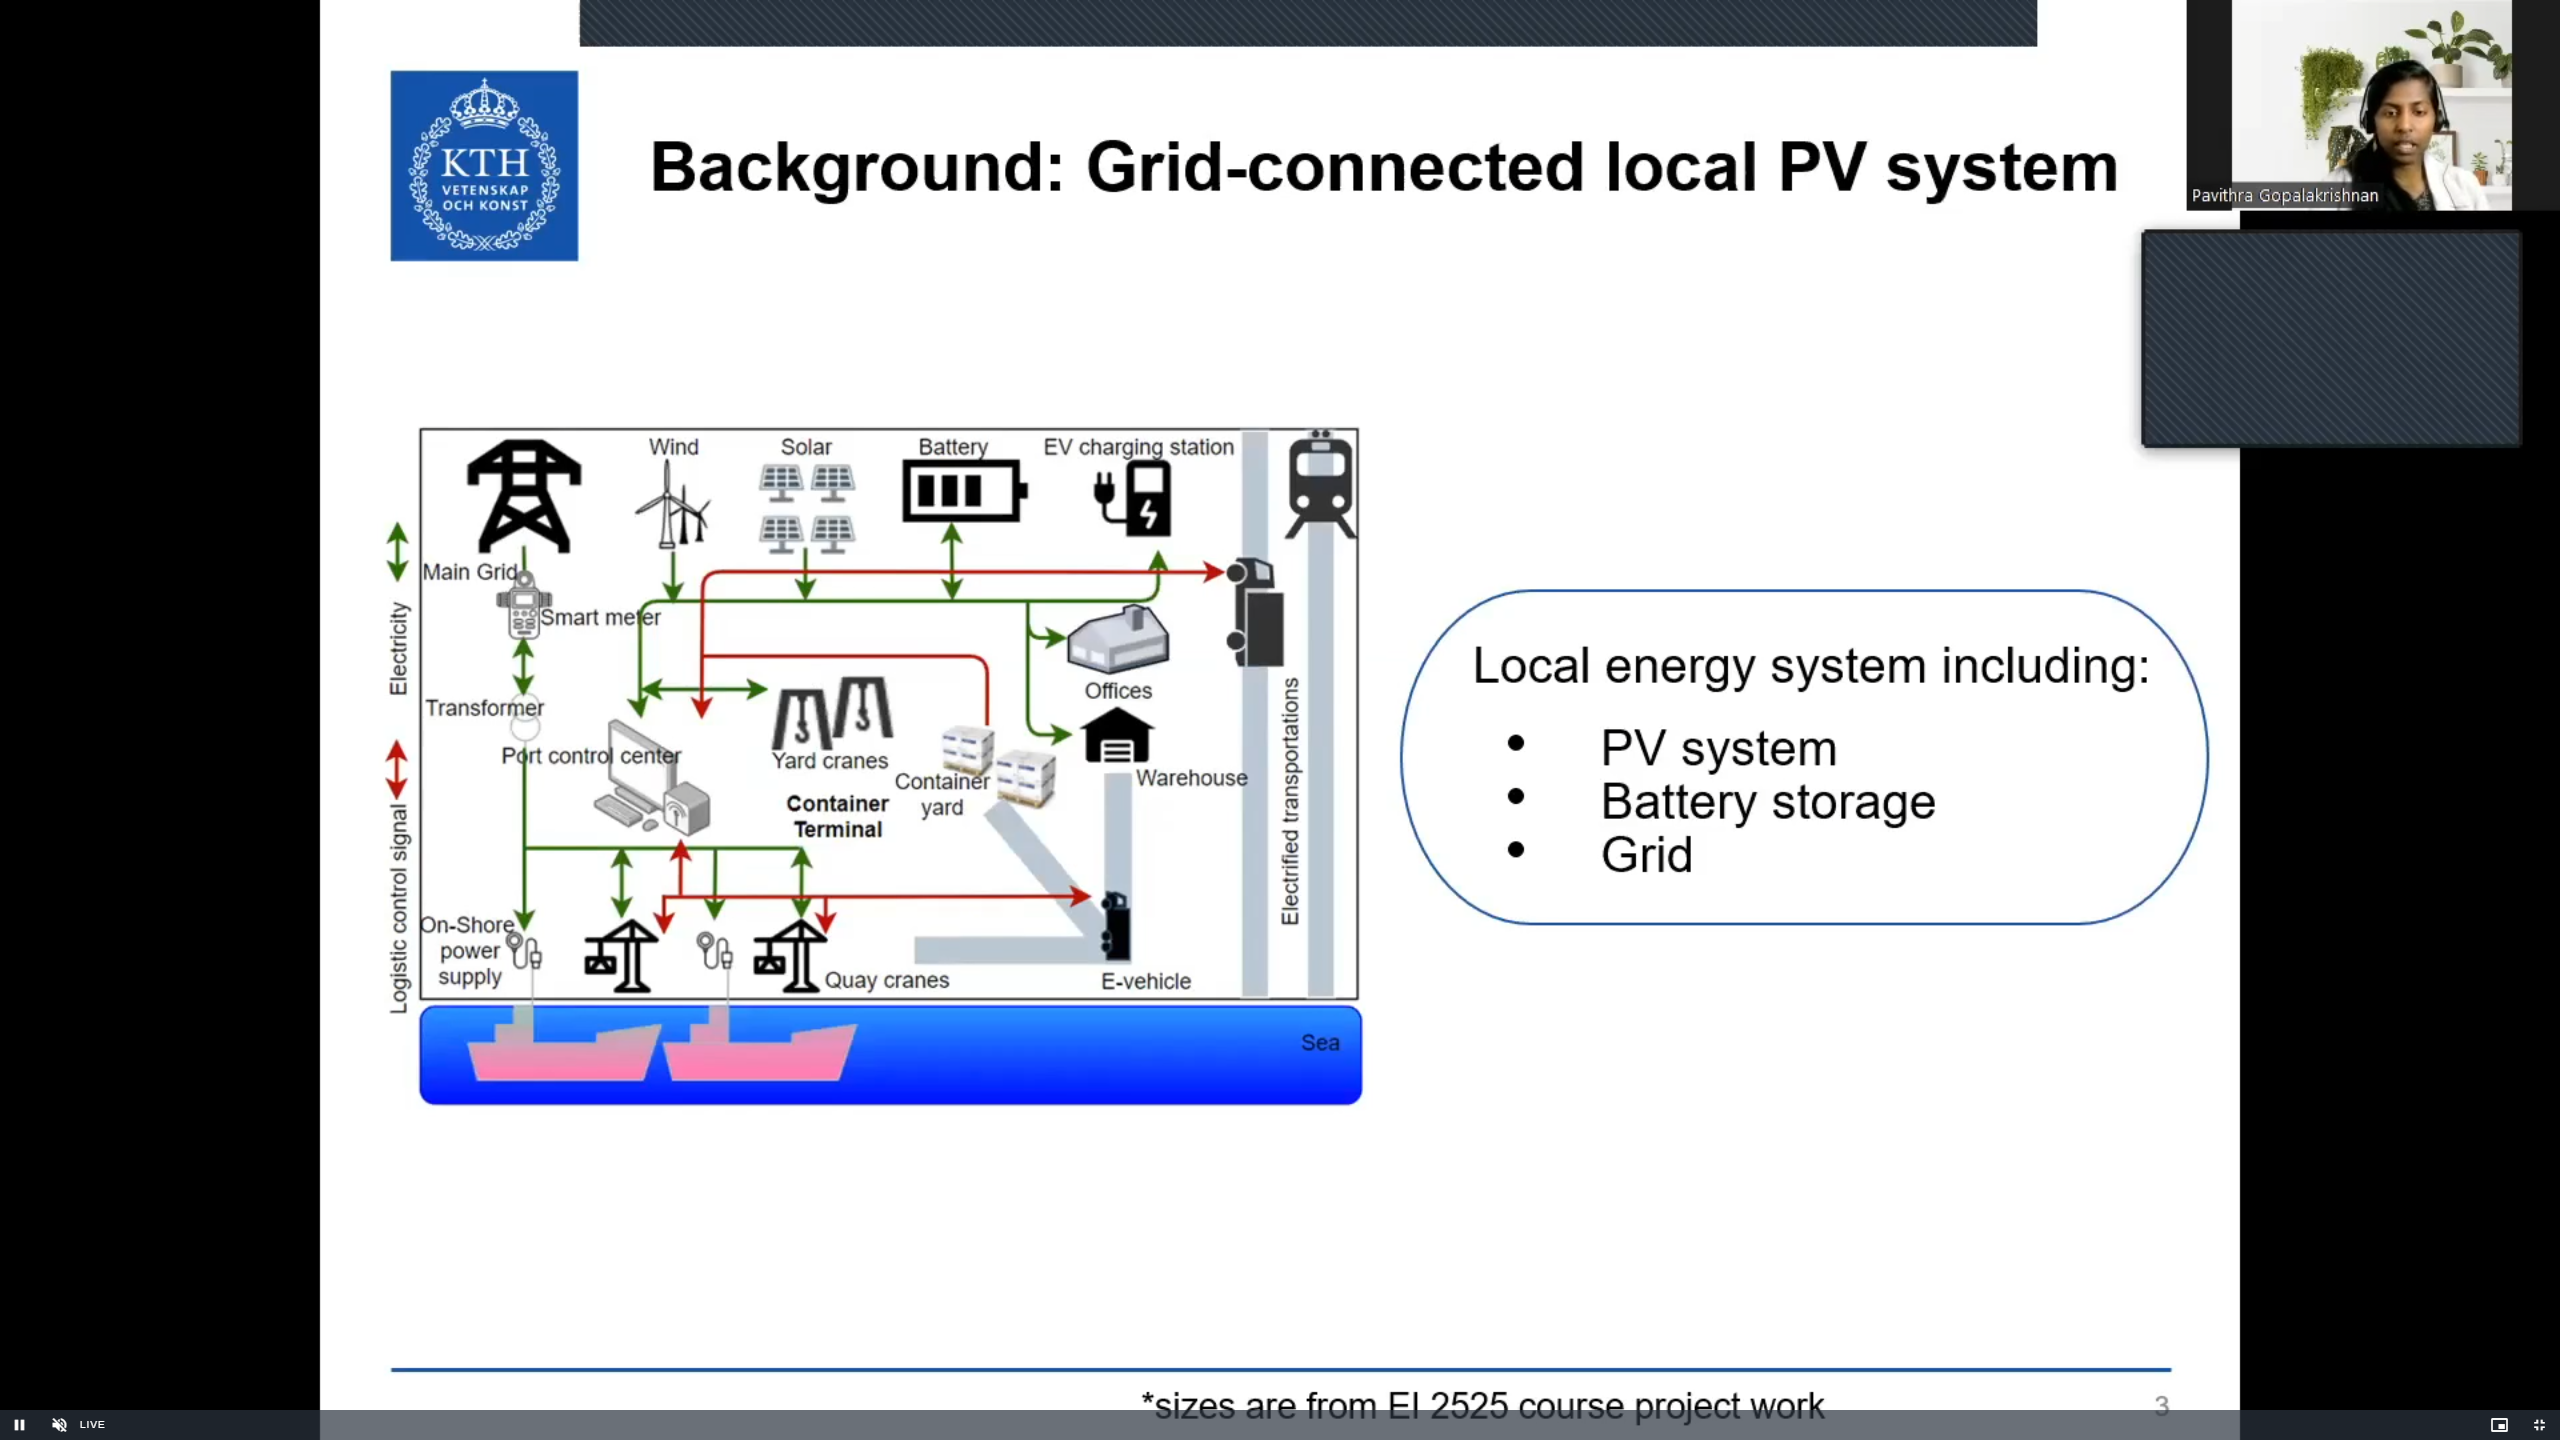 KTH
VETENSKAP
OCH KONST
Background: Grid-connected local PV system
Pavithra Gopalakrishnan
Wind
Solar
Battery
EV charging station
Main Grid
Smart meter
Electricity
Transformer
Offices
Port control center
Yard cranes
Container
yard
Warehouse
Container
Terminal
Electrified transportations
Logistic control signal
On-Shore
power
supply
Quay cranes
E-vehicle
Sea
Local energy system including:
• PV system
• Battery storage
• Grid
*sizes are from EI 2525 course project work
3
LIVE